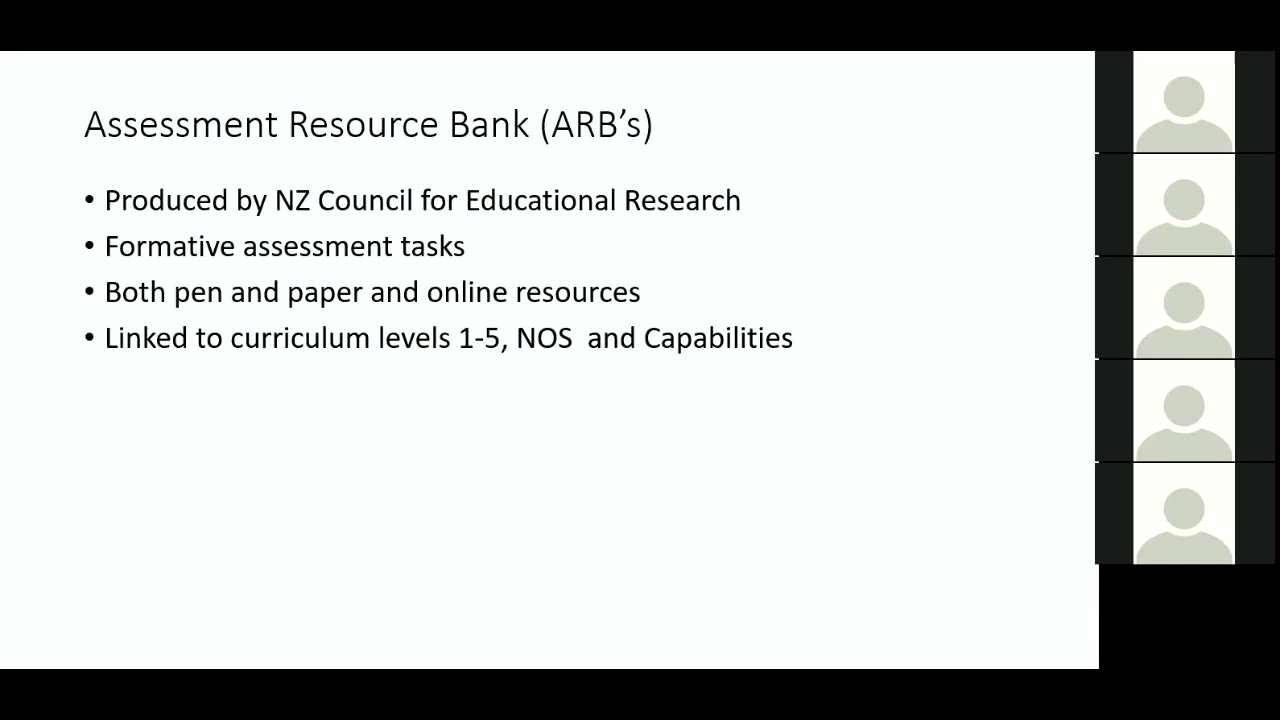 Assessment Resource Bank (ARB’s)
• Produced by NZ Council for Educational Research
• Formative assessment tasks
• Both pen and paper and online resources
• Linked to curriculum levels 1-5, NOS  and Capabilities